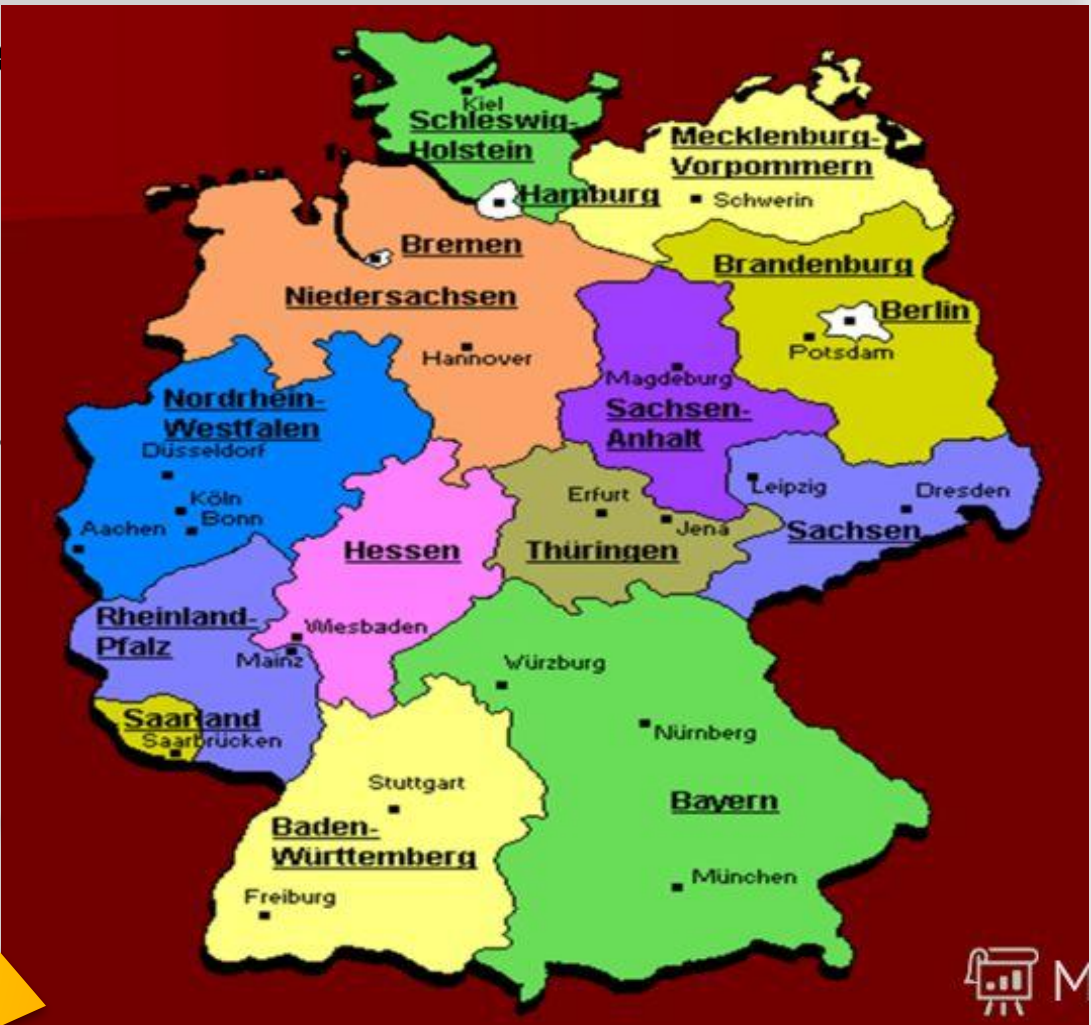 Kiel
Schleswig-
Holstein
Mecklenburg-
Vorpommern
Hamburg
Schwerin
Bremen
Niedersachsen
Brandenburg
Berlin
Potsdam
Hannover
Magdeburg
Sachsen-
Anhalt
Nordrhein-
Westfalen
Düsseldorf
Köln
Bonn
Aachen
Leipzig
Dresden
Sachsen
Erfurt
Jena
Thüringen
Hessen
Rheinland-
Pfalz
Wiesbaden
Mainz
Saarland
Saarbrücken
Würzburg
Nürnberg
Bayern
München
Stuttgart
Baden-
Württemberg
Freiburg
M